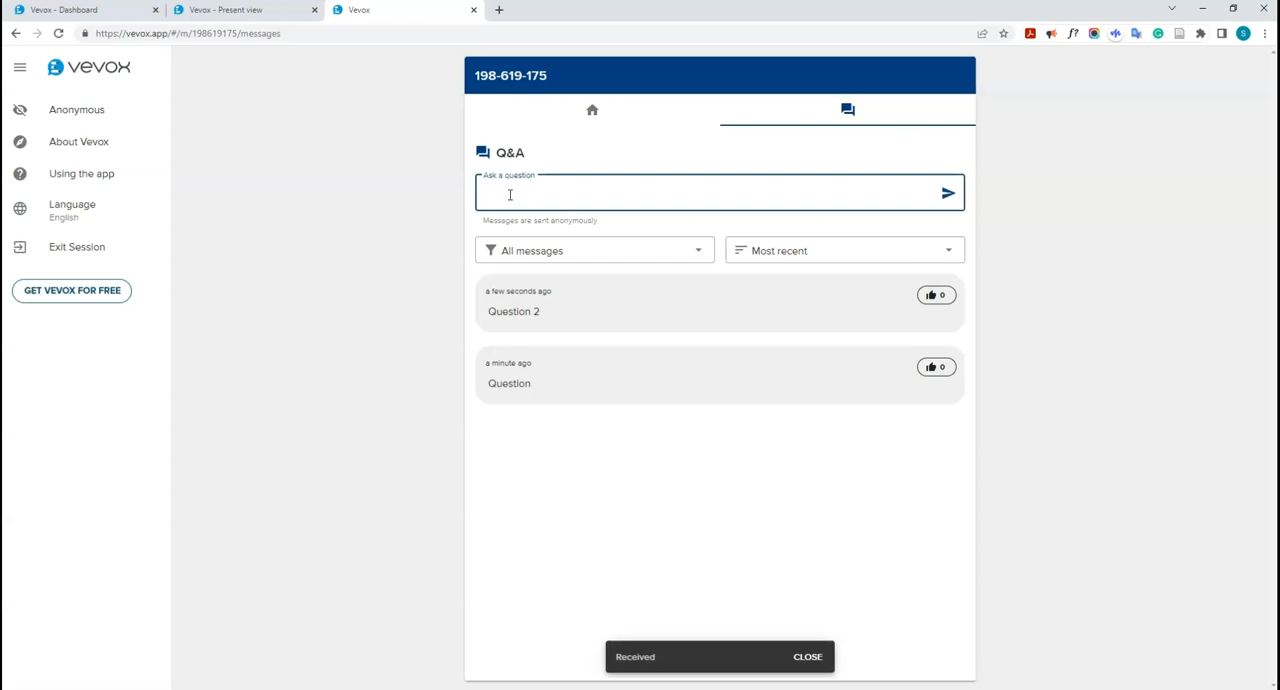 Vevox - Dashboard
Vevox - Present view
Vevox
https://vevox.app/#/m/198619175/messages
f?
S
vevox
Anonymous
About Vevox
Using the app
Language
English
Exit Session
GET VEVOX FOR FREE
198-619-175
Q&A
Ask a question
Messages are sent anonymously
All messages
Most recent
a few seconds ago
0
Question 2
a minute ago
0
Question
Received
CLOSE